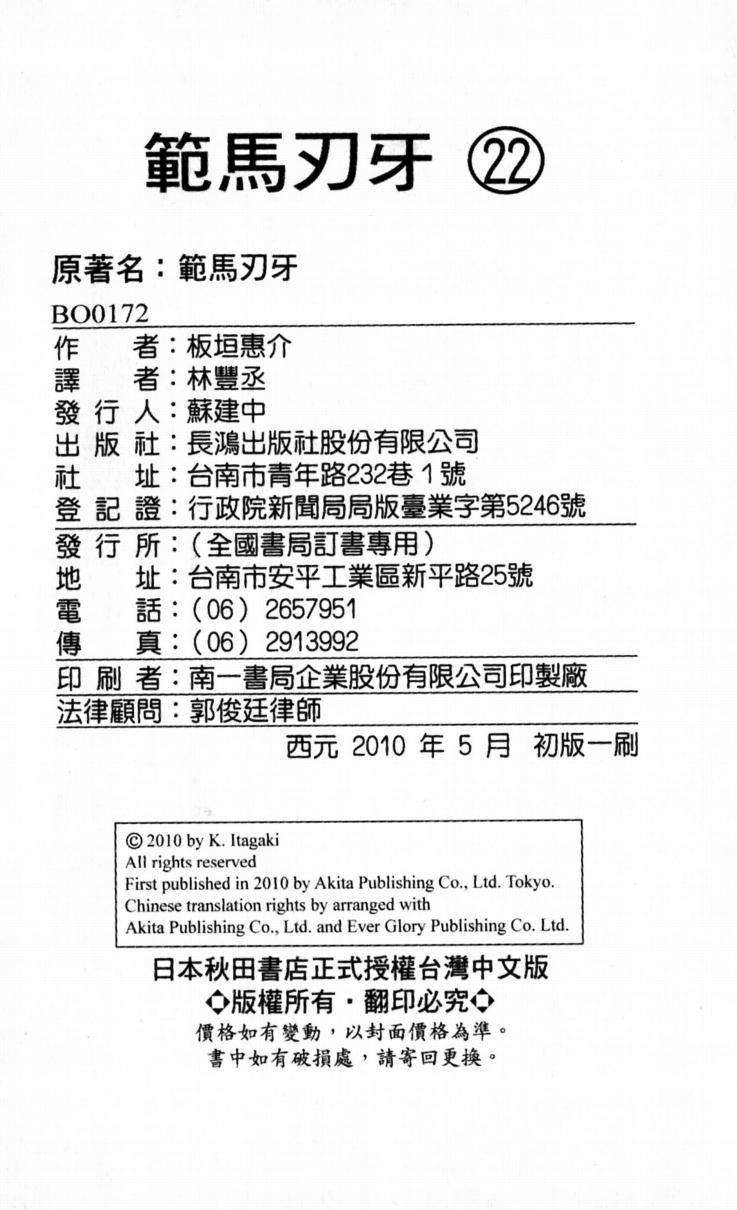 範馬刃牙 ㉒
原著名：範馬刃牙
BO0172
作者：板垣惠介
譯者：林豐丞
發行人：蘇建中
出版社：長鴻出版社股份有限公司
社址：台南市青年路232巷1號
登記證：行政院新聞局局版臺業字第5246號
發行所：（全國書局訂書專用）
地址：台南市安平工業區新平路25號
電話：（06）2657951
傳真：（06）2913992
印刷者：南一書局企業股份有限公司印製廠
法律顧問：郭俊廷律師
西元 2010 年 5 月 初版一刷
© 2010 by K. Itagaki
All rights reserved
First published in 2010 by Akita Publishing Co., Ltd. Tokyo.
Chinese translation rights by arranged with
Akita Publishing Co., Ltd. and Ever Glory Publishing Co. Ltd.
日本秋田書店正式授權台灣中文版
◇版權所有・翻印必究◇
價格如有變動，以封面價格為準。
書中如有破損處，請寄回更換。